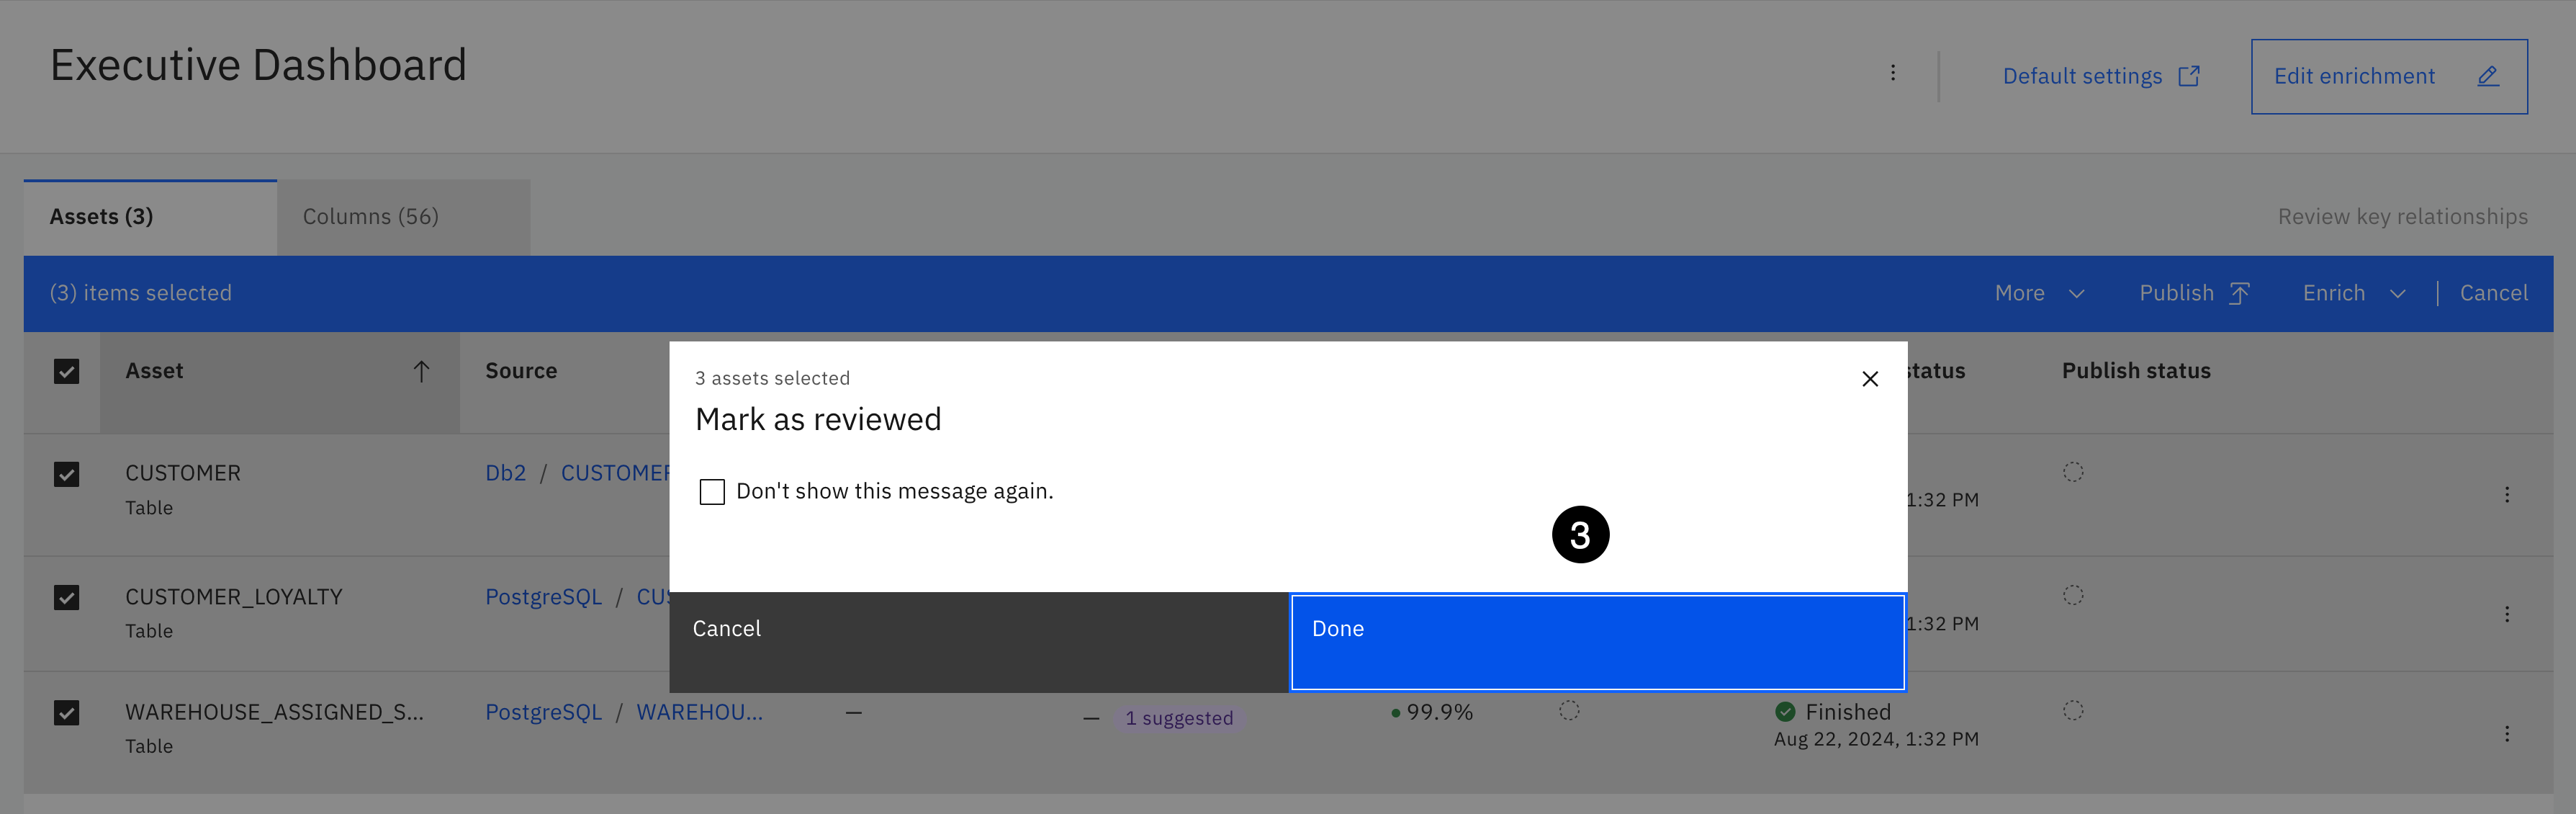 Executive Dashboard
Default settings
Edit enrichment
Assets (3)
Columns (56)
Review key relationships
(3) items selected
More
Publish
Enrich
Cancel
Asset
Source
status
Publish status
3 assets selected
Mark as reviewed
Don't show this message again.
3
Cancel
Done
CUSTOMER
Table
Db2 / CUSTOMER
1:32 PM
CUSTOMER_LOYALTY
Table
PostgreSQL /
1:32 PM
WAREHOUSE_ASSIGNED_S...
Table
PostgreSQL / WAREHOU...
— — 1 suggested
99.9%
Finished
Aug 22, 2024, 1:32 PM